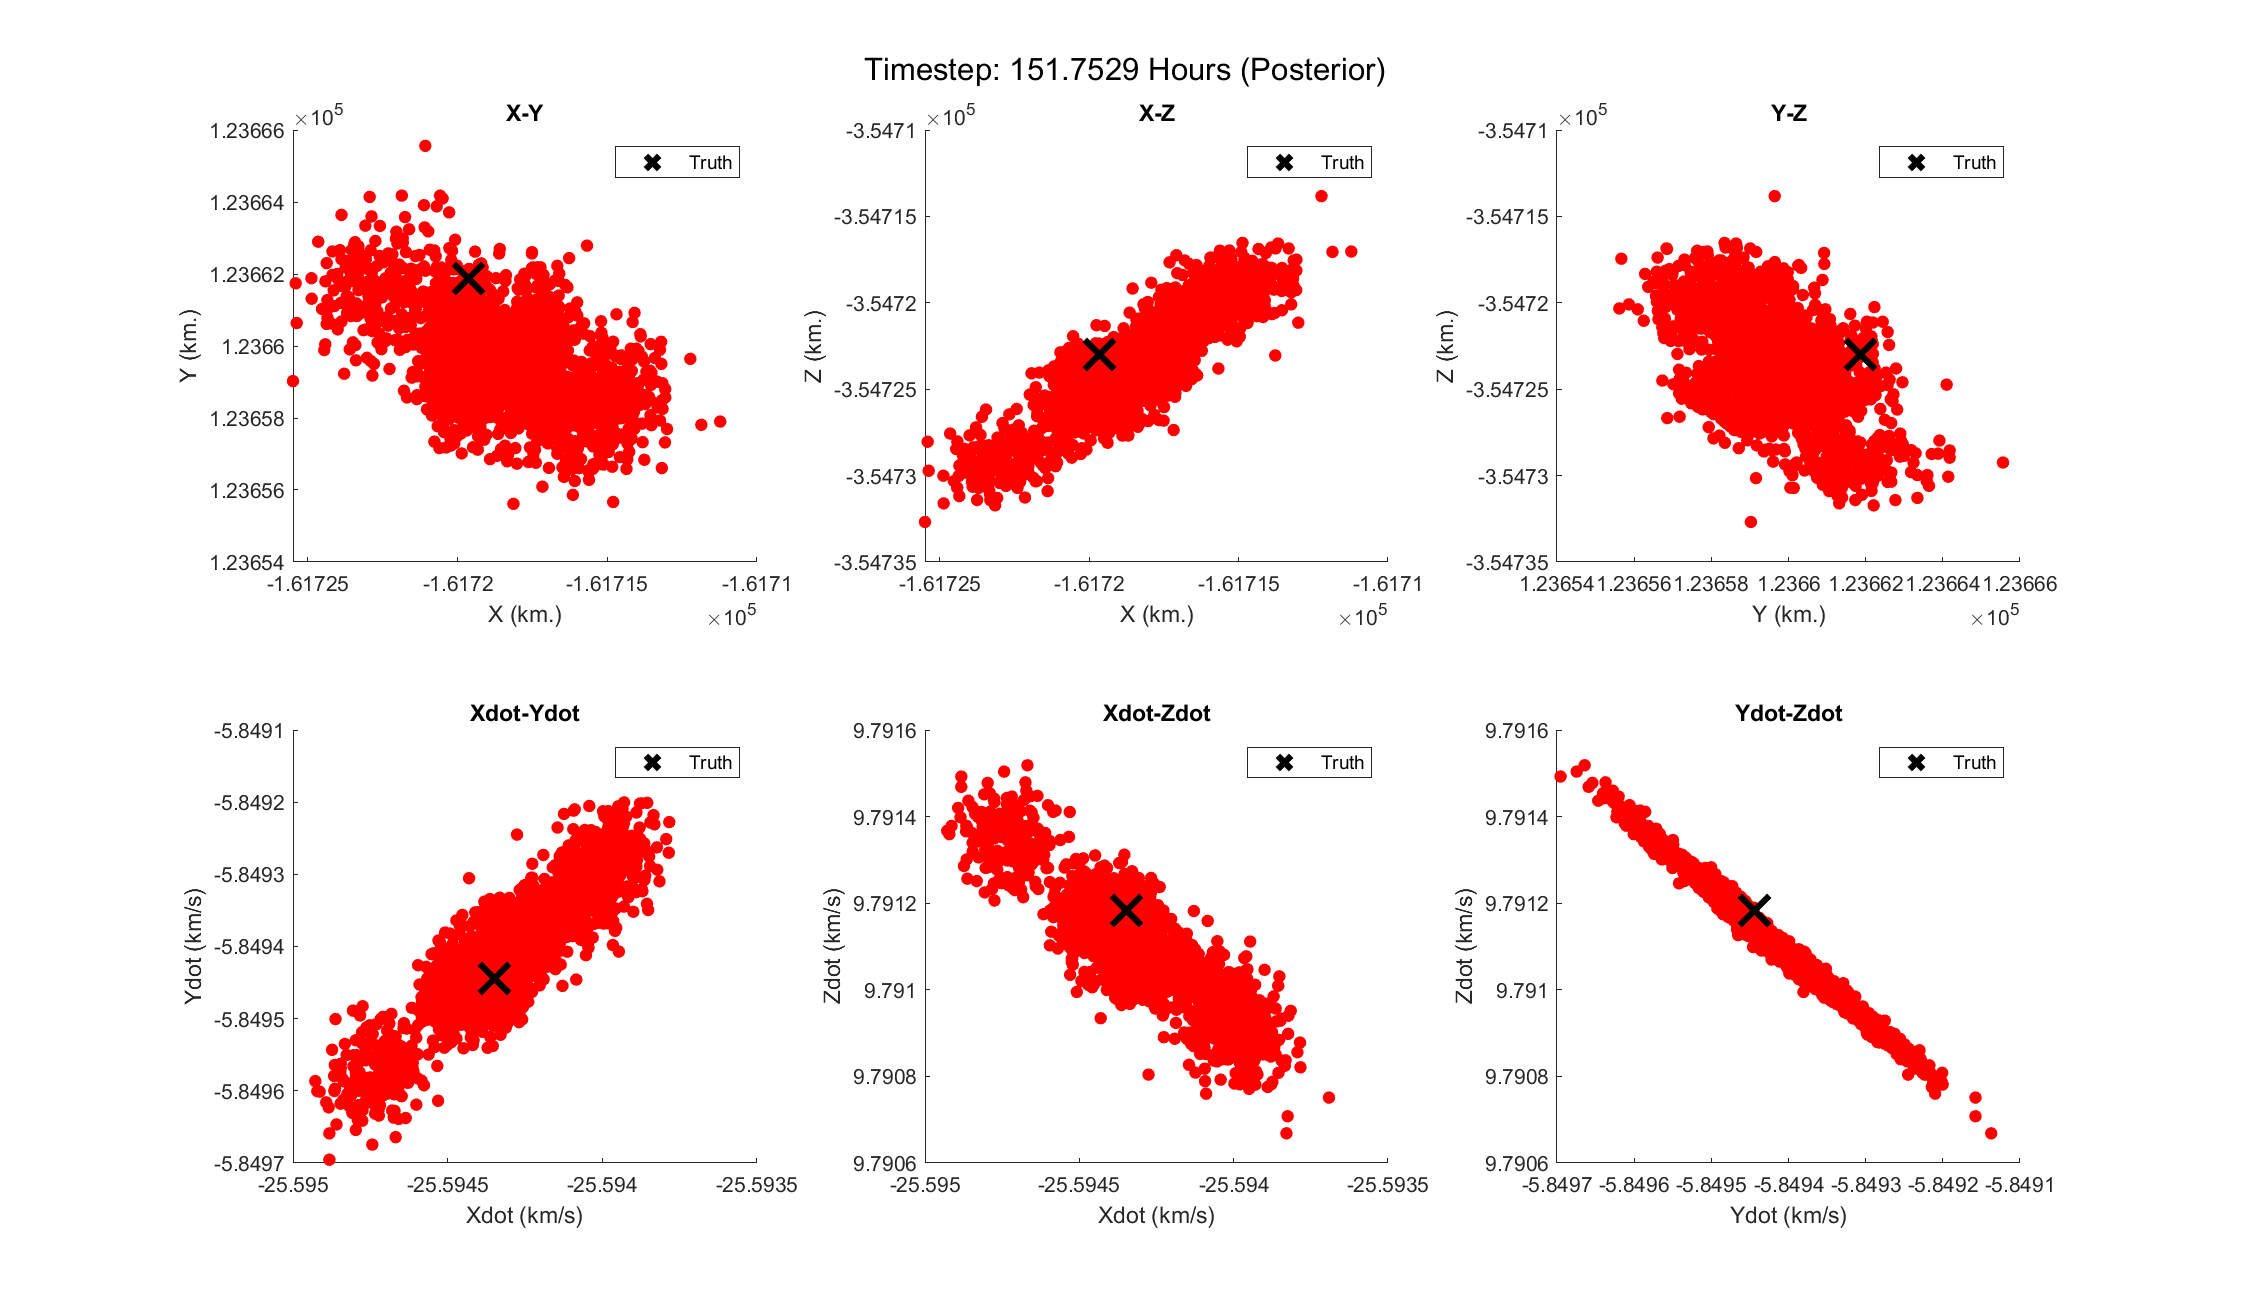 Timestep: 151.7529 Hours (Posterior)
X-Y
×10^5
1.23666
1.23664
1.23662
1.2366
1.23658
1.23656
1.23654
Y (km.)
Truth
-1.61725 -1.6172 -1.61715 -1.6171
X (km.)
×10^5
X-Z
×10^5
-3.5471
-3.54715
-3.5472
-3.54725
-3.5473
-3.54735
Z (km.)
Truth
-1.61725 -1.6172 -1.61715 -1.6171
X (km.)
×10^5
Y-Z
×10^5
-3.5471
-3.54715
-3.5472
-3.54725
-3.5473
-3.54735
Z (km.)
Truth
1.23654 1.23656 1.23658 1.2366 1.23662 1.23664 1.23666
Y (km.)
×10^5
Xdot-Ydot
-5.8491
-5.8492
-5.8493
-5.8494
-5.8495
-5.8496
-5.8497
Ydot (km/s)
Truth
-25.595 -25.5945 -25.594 -25.5935
Xdot (km/s)
Xdot-Zdot
9.7916
9.7914
9.7912
9.791
9.7908
9.7906
Zdot (km/s)
Truth
-25.595 -25.5945 -25.594 -25.5935
Xdot (km/s)
Ydot-Zdot
9.7916
9.7914
9.7912
9.791
9.7908
9.7906
Zdot (km/s)
Truth
-5.8497 -5.8496 -5.8495 -5.8494 -5.8493 -5.8492 -5.8491
Ydot (km/s)